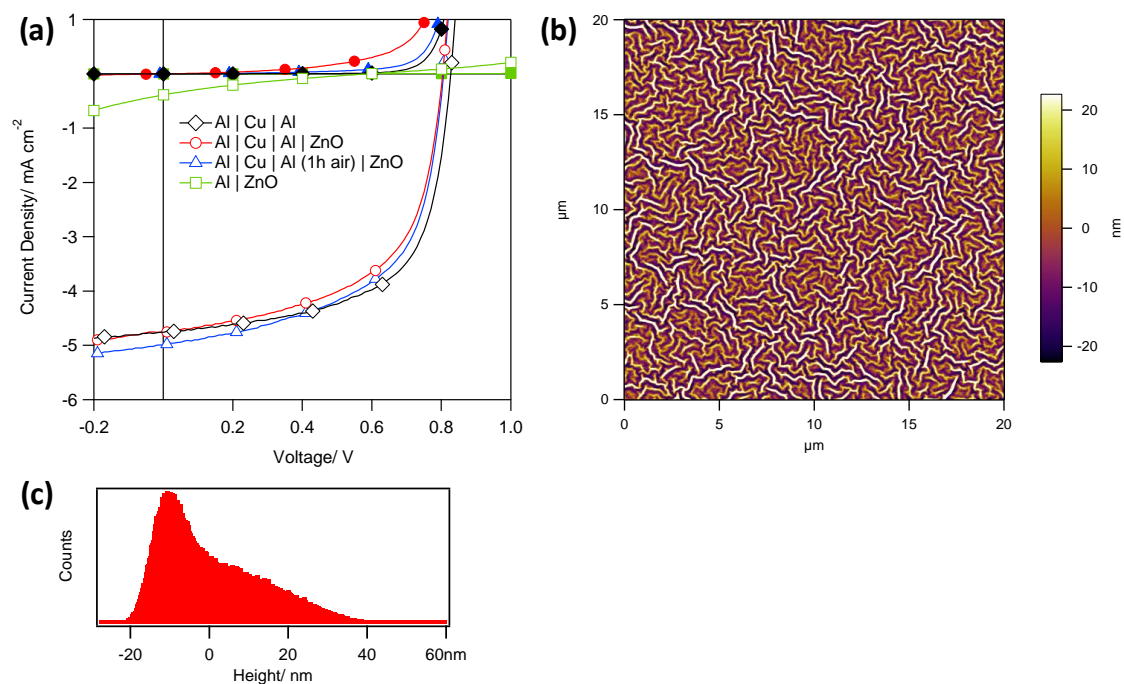 (a)
1
-1
-2
-3
-4
-5
-6
Current Density/ mA cm-2
Al | Cu | Al
Al | Cu | Al | ZnO
Al | Cu | Al (1h air) | ZnO
Al | ZnO
-0.2
0.2
0.4
0.6
0.8
1.0
Voltage/ V
(b)
20
15
10
5
0
µm
0
5
10
15
20
µm
20
10
0
-10
-20
nm
(c)
Counts
-20
0
20
40
60nm
Height/ nm